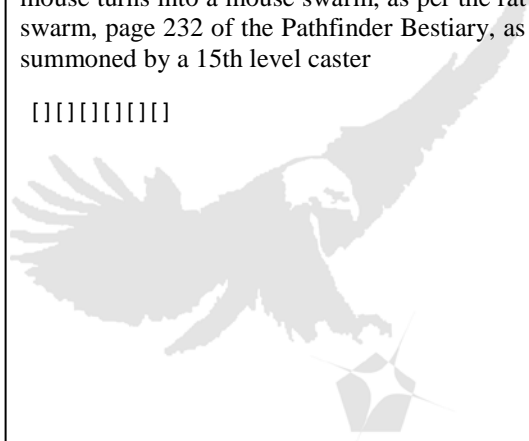 mouse turns into a mouse swarm, as per the rat
swarm, page 232 of the Pathfinder Bestiary, as
summoned by a 15th level caster
[ ] [ ] [ ] [ ] [ ] [ ]